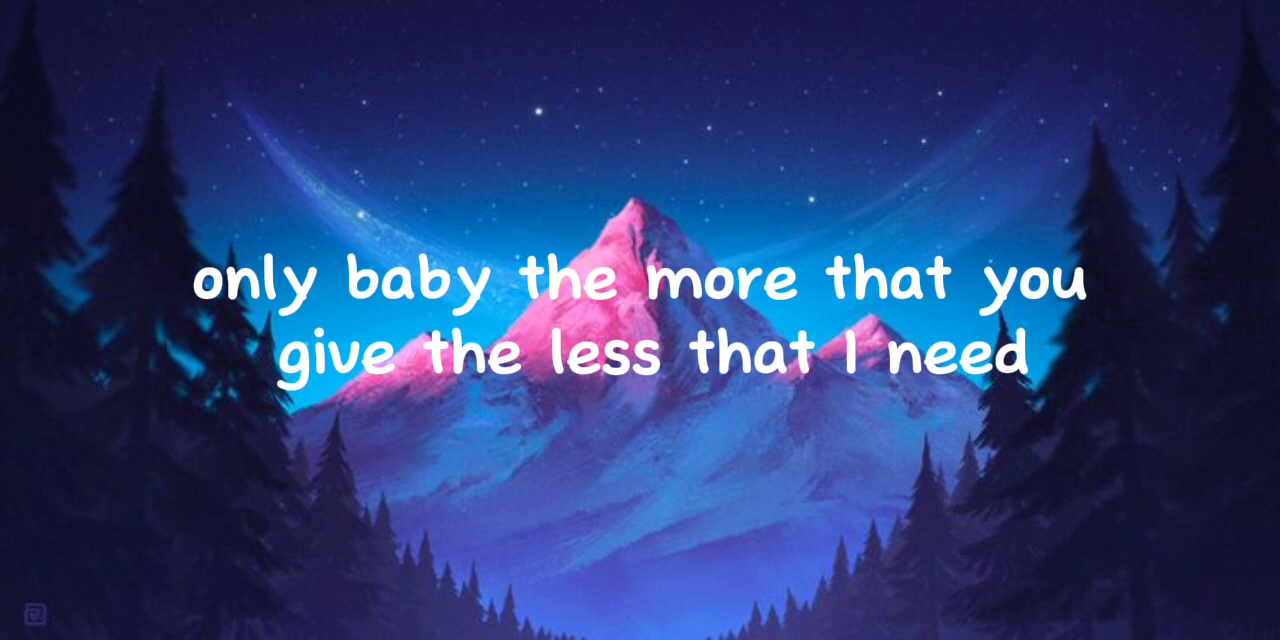 only baby the more that you
give the less that I need